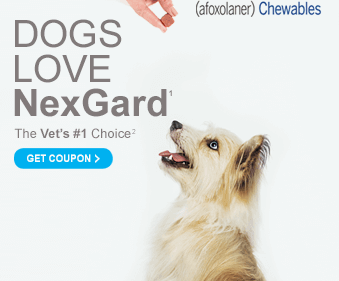 (afoxolaner) Chewables
DOGS
LOVE
NexGard¹
The Vet's #1 Choice²
GET COUPON >